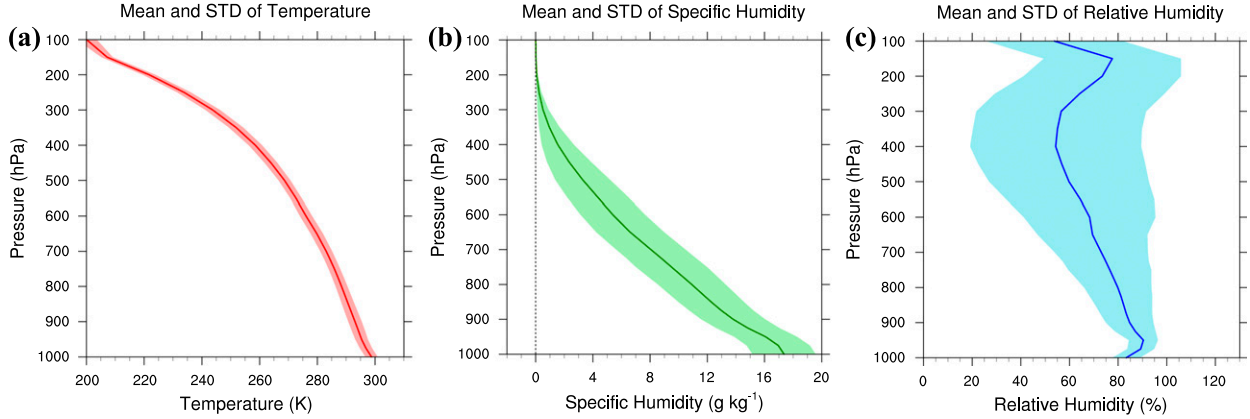 Mean and STD of Temperature
(a)
100
200
300
400
500
600
700
800
900
1000
Pressure (hPa)
200 220 240 260 280 300
Temperature (K)
Mean and STD of Specific Humidity
(b)
100
200
300
400
500
600
700
800
900
1000
Pressure (hPa)
0 4 8 12 16 20
Specific Humidity (g kg⁻¹)
Mean and STD of Relative Humidity
(c)
100
200
300
400
500
600
700
800
900
1000
Pressure (hPa)
0 20 40 60 80 100 120
Relative Humidity (%)